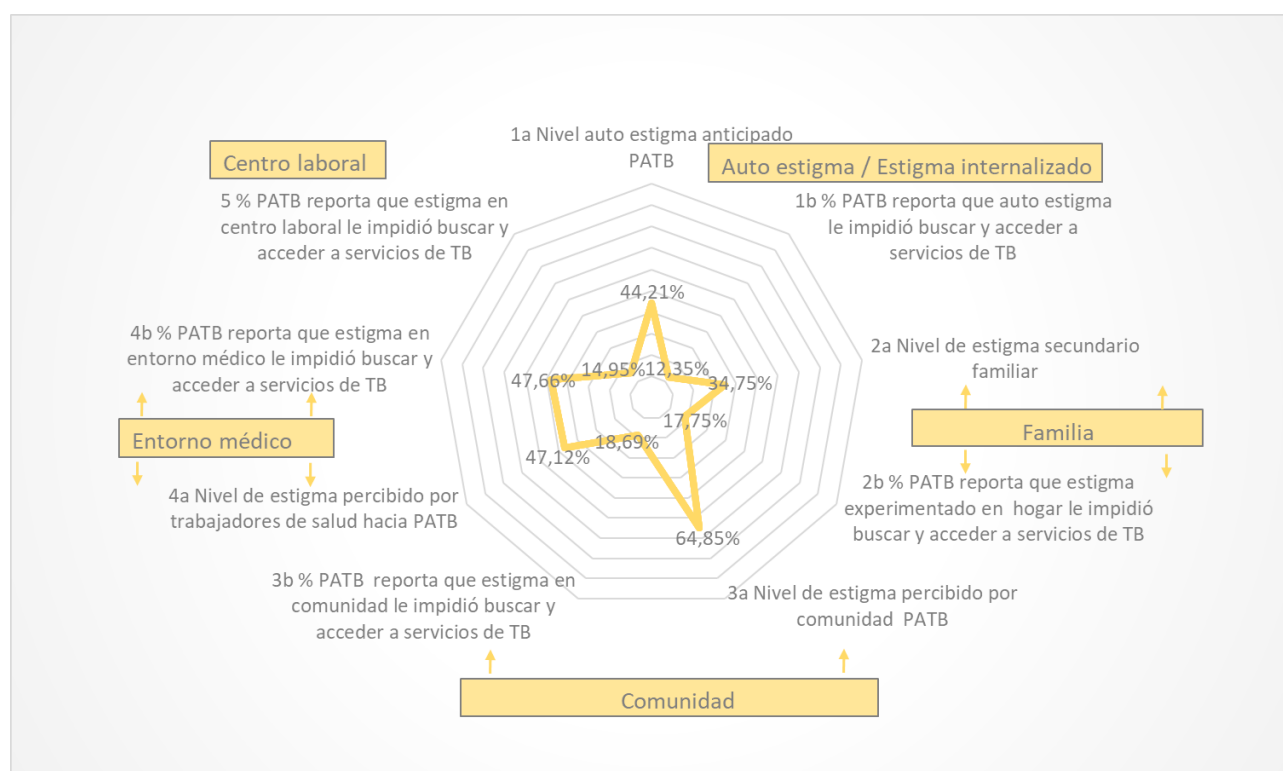 1a Nivel auto estigma anticipado
PATB
Centro laboral
Auto estigma / Estigma internalizado
5 % PATB reporta que estigma en
centro laboral le impidió buscar y
acceder a servicios de TB
1b % PATB reporta que auto estigma
le impidió buscar y acceder a
servicios de TB
44,21%
4b % PATB reporta que estigma en
entorno médico le impidió buscar y
acceder a servicios de TB
2a Nivel de estigma secundario
familiar
14,95%
12,35%
47,66%
34,75%
17,75%
Entorno médico
Familia
18,69%
47,12%
4a Nivel de estigma percibido por
trabajadores de salud hacia PATB
2b % PATB reporta que estigma
experimentado en hogar le impidió
buscar y acceder a servicios de TB
64,85%
3b % PATB reporta que estigma en
comunidad le impidió buscar y
acceder a servicios de TB
3a Nivel de estigma percibido por
comunidad PATB
Comunidad